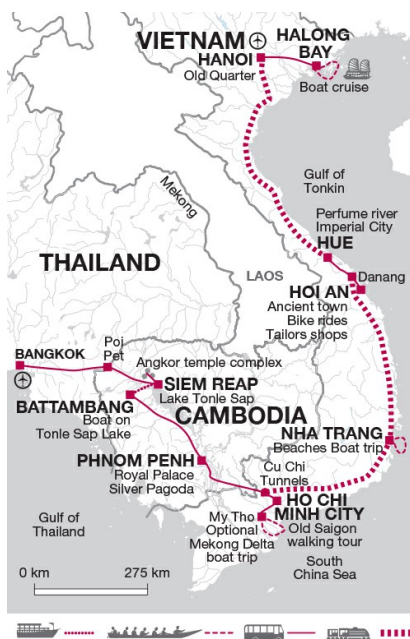 VIETNAM
HALONG
BAY
HANOI
Old Quarter
Boat cruise
Gulf of
Tonkin
Mekong
Perfume river
Imperial City
HUE
THAILAND
LAOS
Danang
HOI AN
Ancient town
Bike rides
Tailors shops
Poi
Pet
BANGKOK
Angkor temple complex
SIEM REAP
Lake Tonle Sap
BATTAMBANG
Boat on
Tonle Sap Lake
CAMBODIA
NHA TRANG
Beaches Boat trip
PHNOM PENH
Royal Palace
Silver Pagoda
Cu Chi
Tunnels
HO CHI
MINH CITY
Old Saigon
walking tour
My Tho
Optional
Mekong Delta
boat trip
Gulf of
Thailand
South
China Sea
0 km
275 km